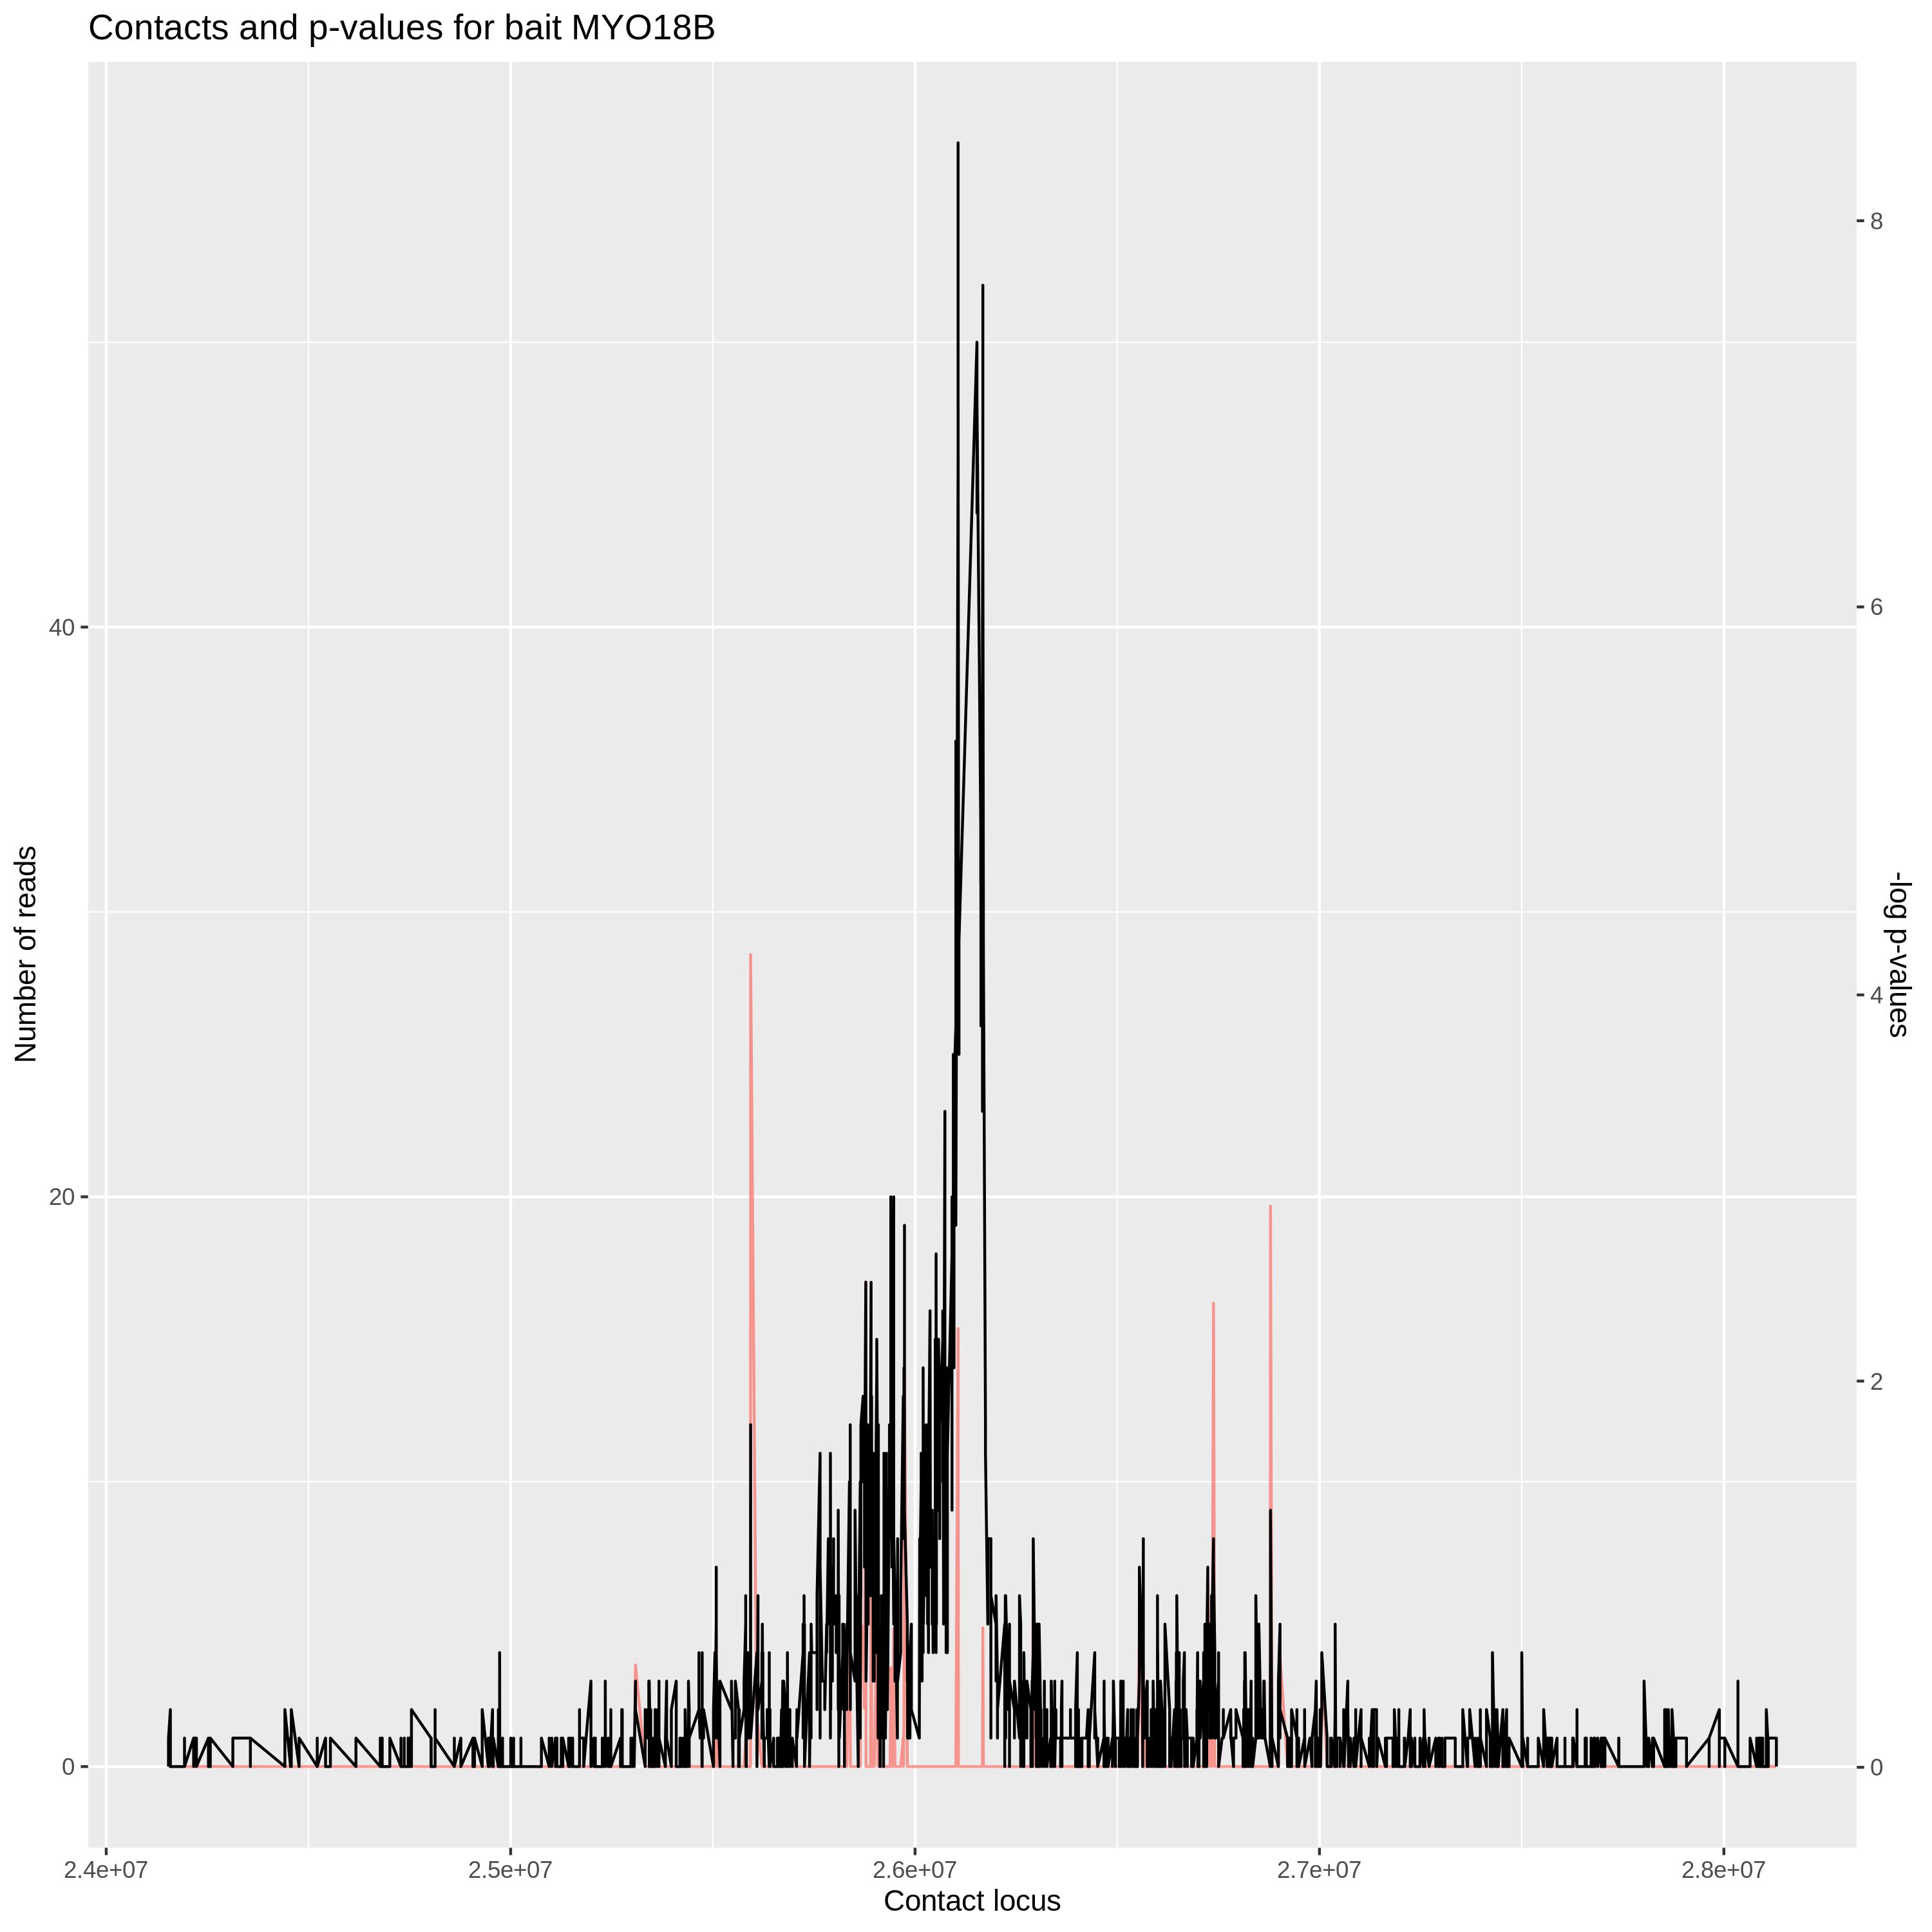 Contacts and p-values for bait MYO18B
Number of reads
40
20
0
8
6
4
2
0
-log p-values
2.4e+07
2.5e+07
2.6e+07
2.7e+07
2.8e+07
Contact locus